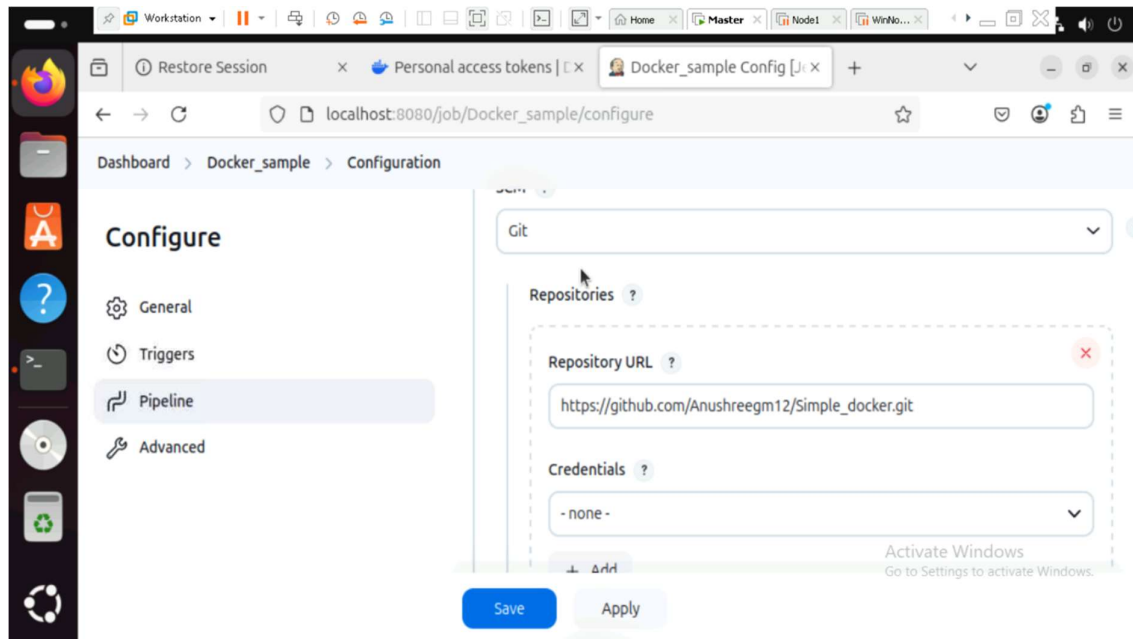 Workstation
Home
Master
Node1
WinNo...
Restore Session
Personal access tokens | D
Docker_sample Config [Je
localhost:8080/job/Docker_sample/configure
Dashboard > Docker_sample > Configuration
Configure
General
Triggers
Pipeline
Advanced
SCM ?
Git
Repositories ?
Repository URL ?
https://github.com/Anushreegm12/Simple_docker.git
Credentials ?
- none -
+ Add
Activate Windows
Go to Settings to activate Windows.
Save
Apply